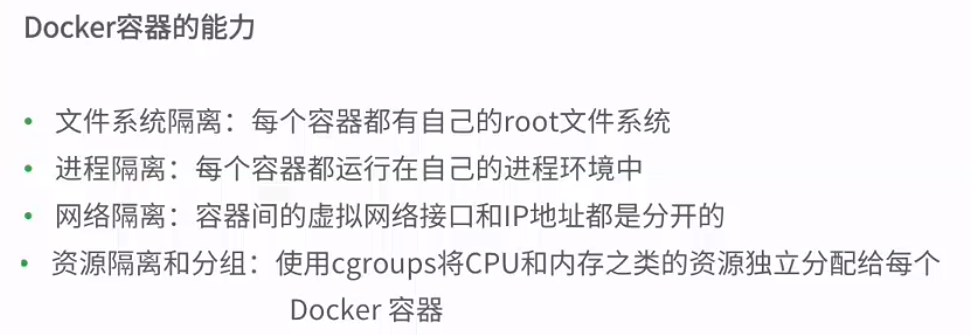 Docker容器的能力
• 文件系统隔离：每个容器都有自己的root文件系统
• 进程隔离：每个容器都运行在自己的进程环境中
• 网络隔离：容器间的虚拟网络接口和IP地址都是分开的
• 资源隔离和分组：使用cgroups将CPU和内存之类的资源独立分配给每个
Docker 容器